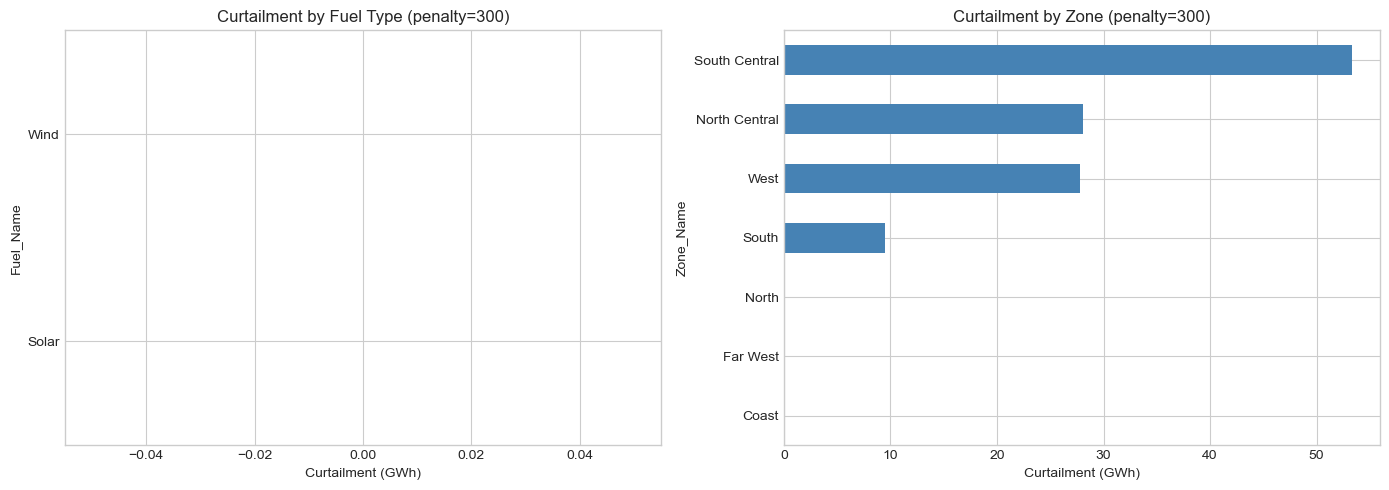 Curtailment by Fuel Type (penalty=300)
Wind
Solar
Fuel_Name
−0.04 −0.02 0.00 0.02 0.04
Curtailment (GWh)
Curtailment by Zone (penalty=300)
South Central
North Central
West
South
North
Far West
Coast
Zone_Name
0 10 20 30 40 50
Curtailment (GWh)